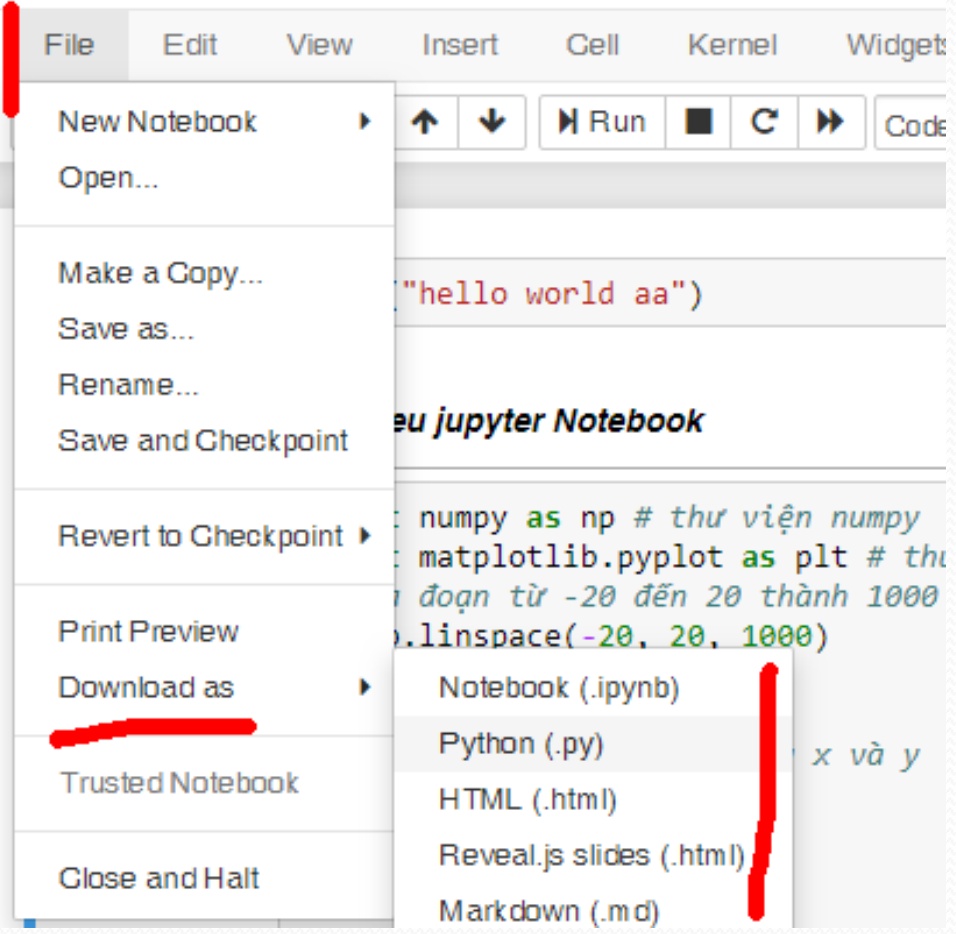 File Edit View Insert Cell Kernel Widgets
New Notebook
Run
Code
Open...
Make a Copy...
("hello world aa")
Save as...
Rename...
eu jupyter Notebook
Save and Checkpoint
numpy as np # thư viện numpy
Revert to Checkpoint
matplotlib.pyplot as plt # thư
đoạn từ -20 đến 20 thành 1000
.linspace(-20, 20, 1000)
Print Preview
Download as
Notebook (.ipynb)
Python (.py)
x và y
Trusted Notebook
HTML (.html)
Reveal.js slides (.html)
Close and Halt
Markdown (.md)